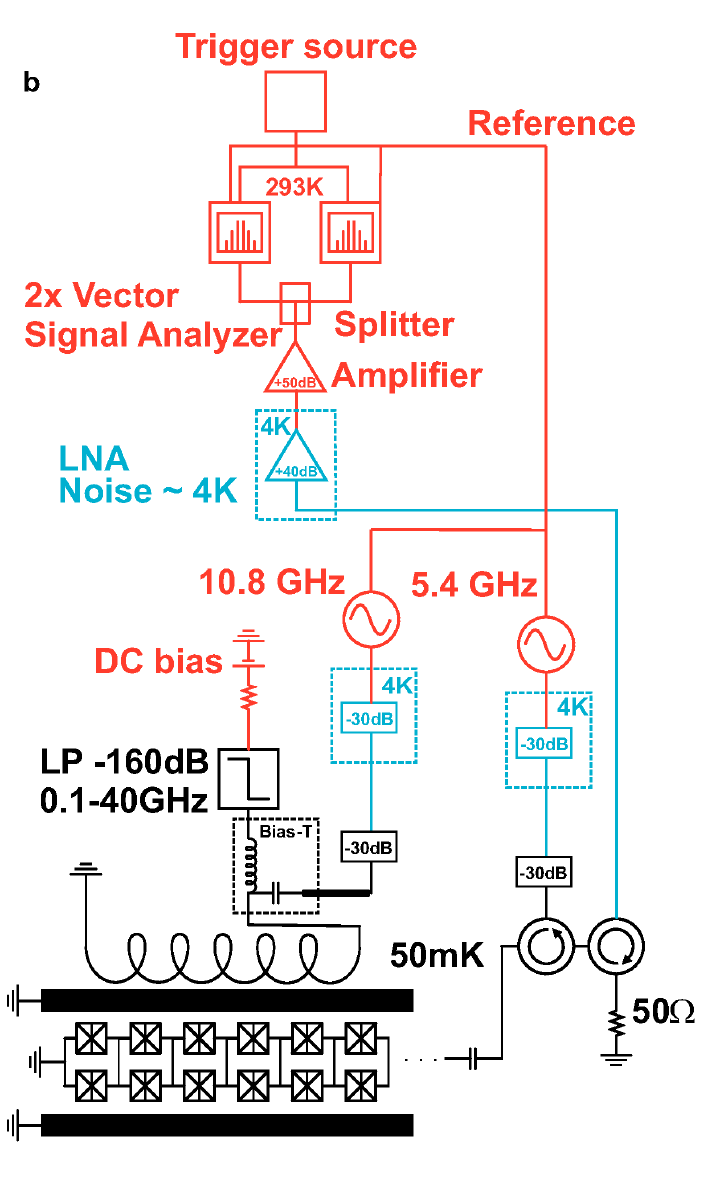 Trigger source
b
Reference
293K
2x Vector
Signal Analyzer
Splitter
Amplifier
+50dB
4K
LNA
Noise ~ 4K
+40dB
10.8 GHz
5.4 GHz
DC bias
4K
-30dB
4K
-30dB
LP -160dB
0.1-40GHz
Bias-T
-30dB
-30dB
50mK
50Ω